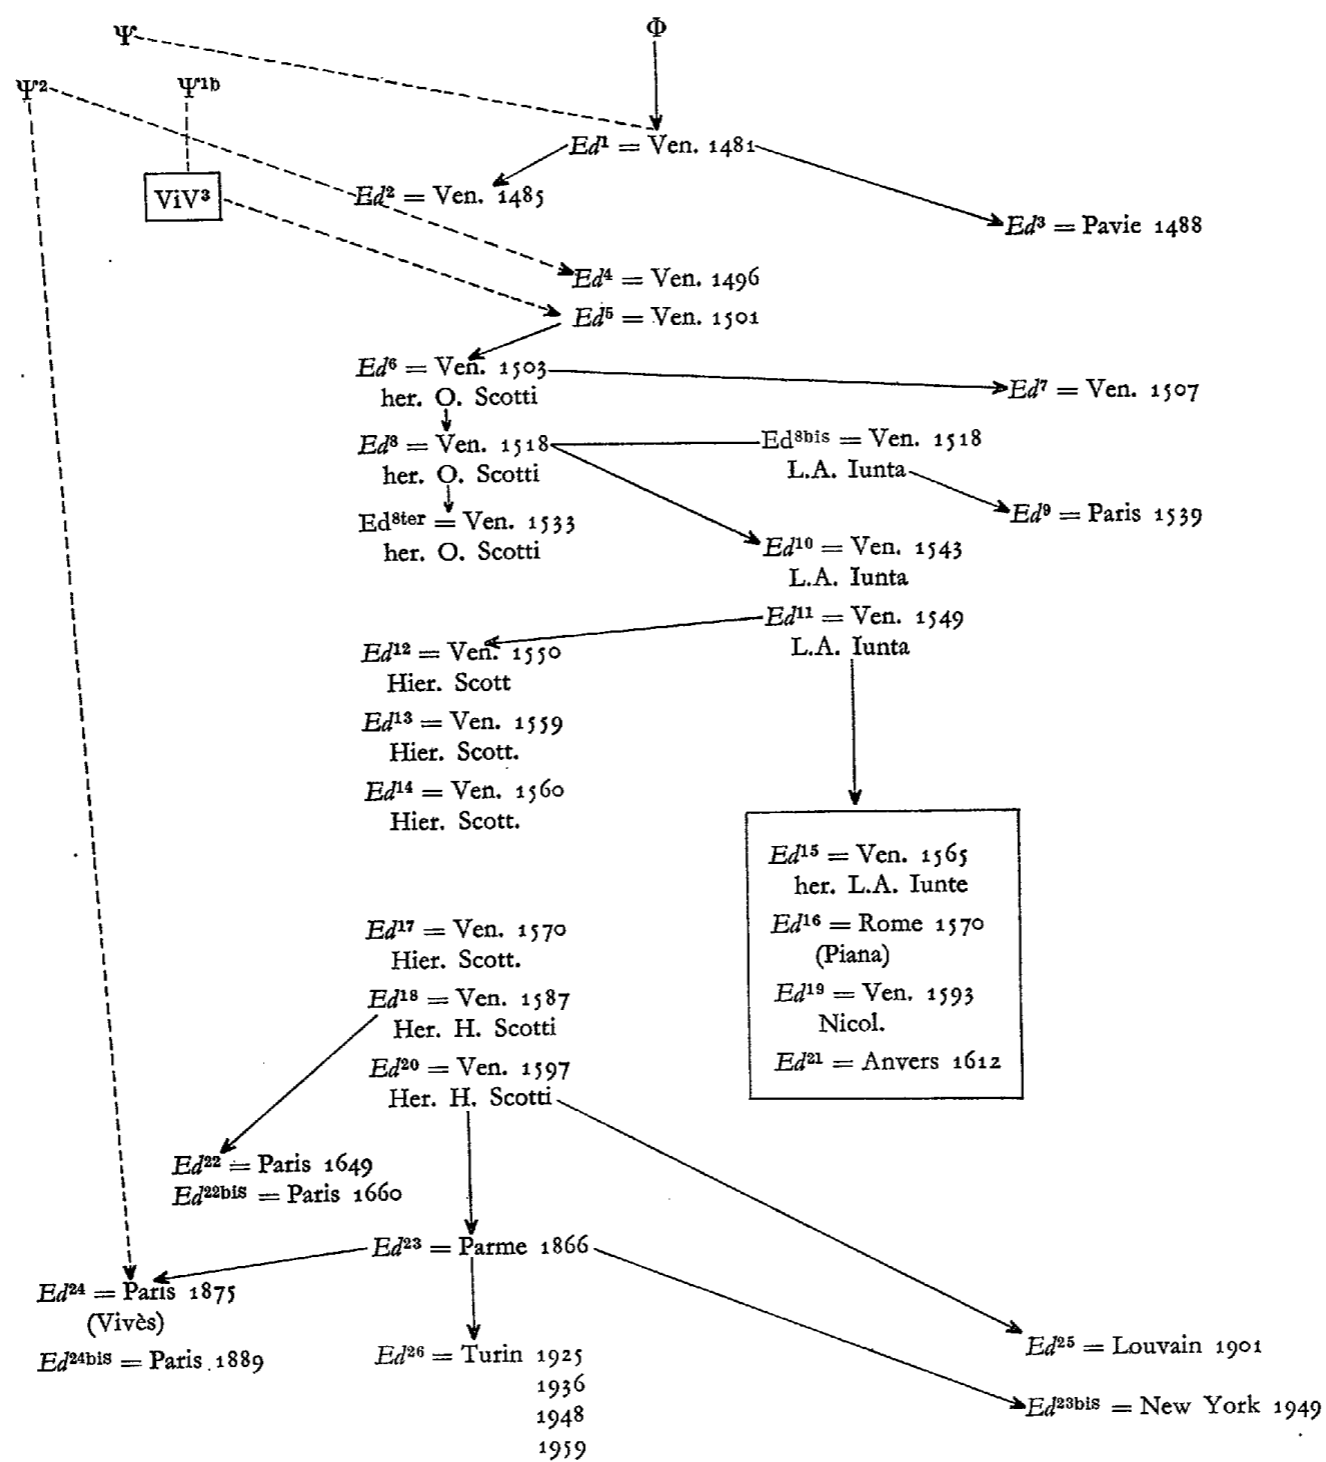 Ψ
Φ
Ψ²
Ψ¹ᵇ
Ed¹ = Ven. 1481
ViV³
Ed² = Ven. 1485
Ed³ = Pavie 1488
Ed⁴ = Ven. 1496
Ed⁵ = Ven. 1501
Ed⁶ = Ven. 1503
her. O. Scotti
Ed⁷ = Ven. 1507
Ed⁸ = Ven. 1518
her. O. Scotti
Ed⁸ᵇⁱˢ = Ven. 1518
L.A. Iunta
Ed⁸ᵗᵉʳ = Ven. 1533
her. O. Scotti
Ed⁹ = Paris 1539
Ed¹⁰ = Ven. 1543
L.A. Iunta
Ed¹¹ = Ven. 1549
L.A. Iunta
Ed¹² = Ven. 1550
Hier. Scott
Ed¹³ = Ven. 1559
Hier. Scott.
Ed¹⁴ = Ven. 1560
Hier. Scott.
Ed¹⁵ = Ven. 1565
her. L.A. Iunte
Ed¹⁶ = Rome 1570
(Piana)
Ed¹⁹ = Ven. 1593
Nicol.
Ed²¹ = Anvers 1612
Ed¹⁷ = Ven. 1570
Hier. Scott.
Ed¹⁸ = Ven. 1587
Her. H. Scotti
Ed²⁰ = Ven. 1597
Her. H. Scotti
Ed²² = Paris 1649
Ed²²ᵇⁱˢ = Paris 1660
Ed²³ = Parme 1866
Ed²⁴ = Paris 1875
(Vivès)
Ed²⁴ᵇⁱˢ = Paris 1889
Ed²⁶ = Turin 1925
1936
1948
1959
Ed²⁵ = Louvain 1901
Ed²³ᵇⁱˢ = New York 1949